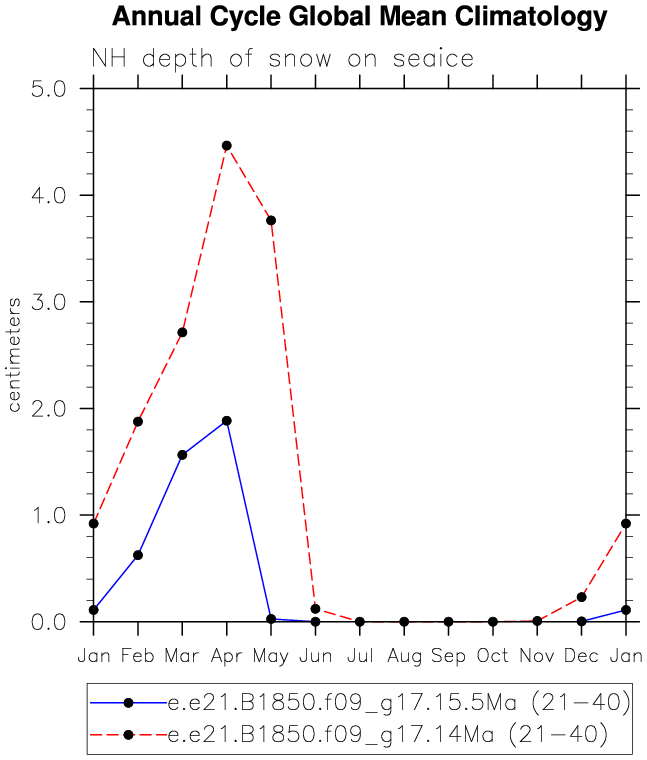 Annual Cycle Global Mean Climatology
NH depth of snow on seaice
5.0
4.0
3.0
2.0
1.0
0.0
centimeters
Jan Feb Mar Apr May Jun Jul Aug Sep Oct Nov Dec Jan
e.e21.B1850.f09_g17.15.5Ma (21-40)
e.e21.B1850.f09_g17.14Ma (21-40)